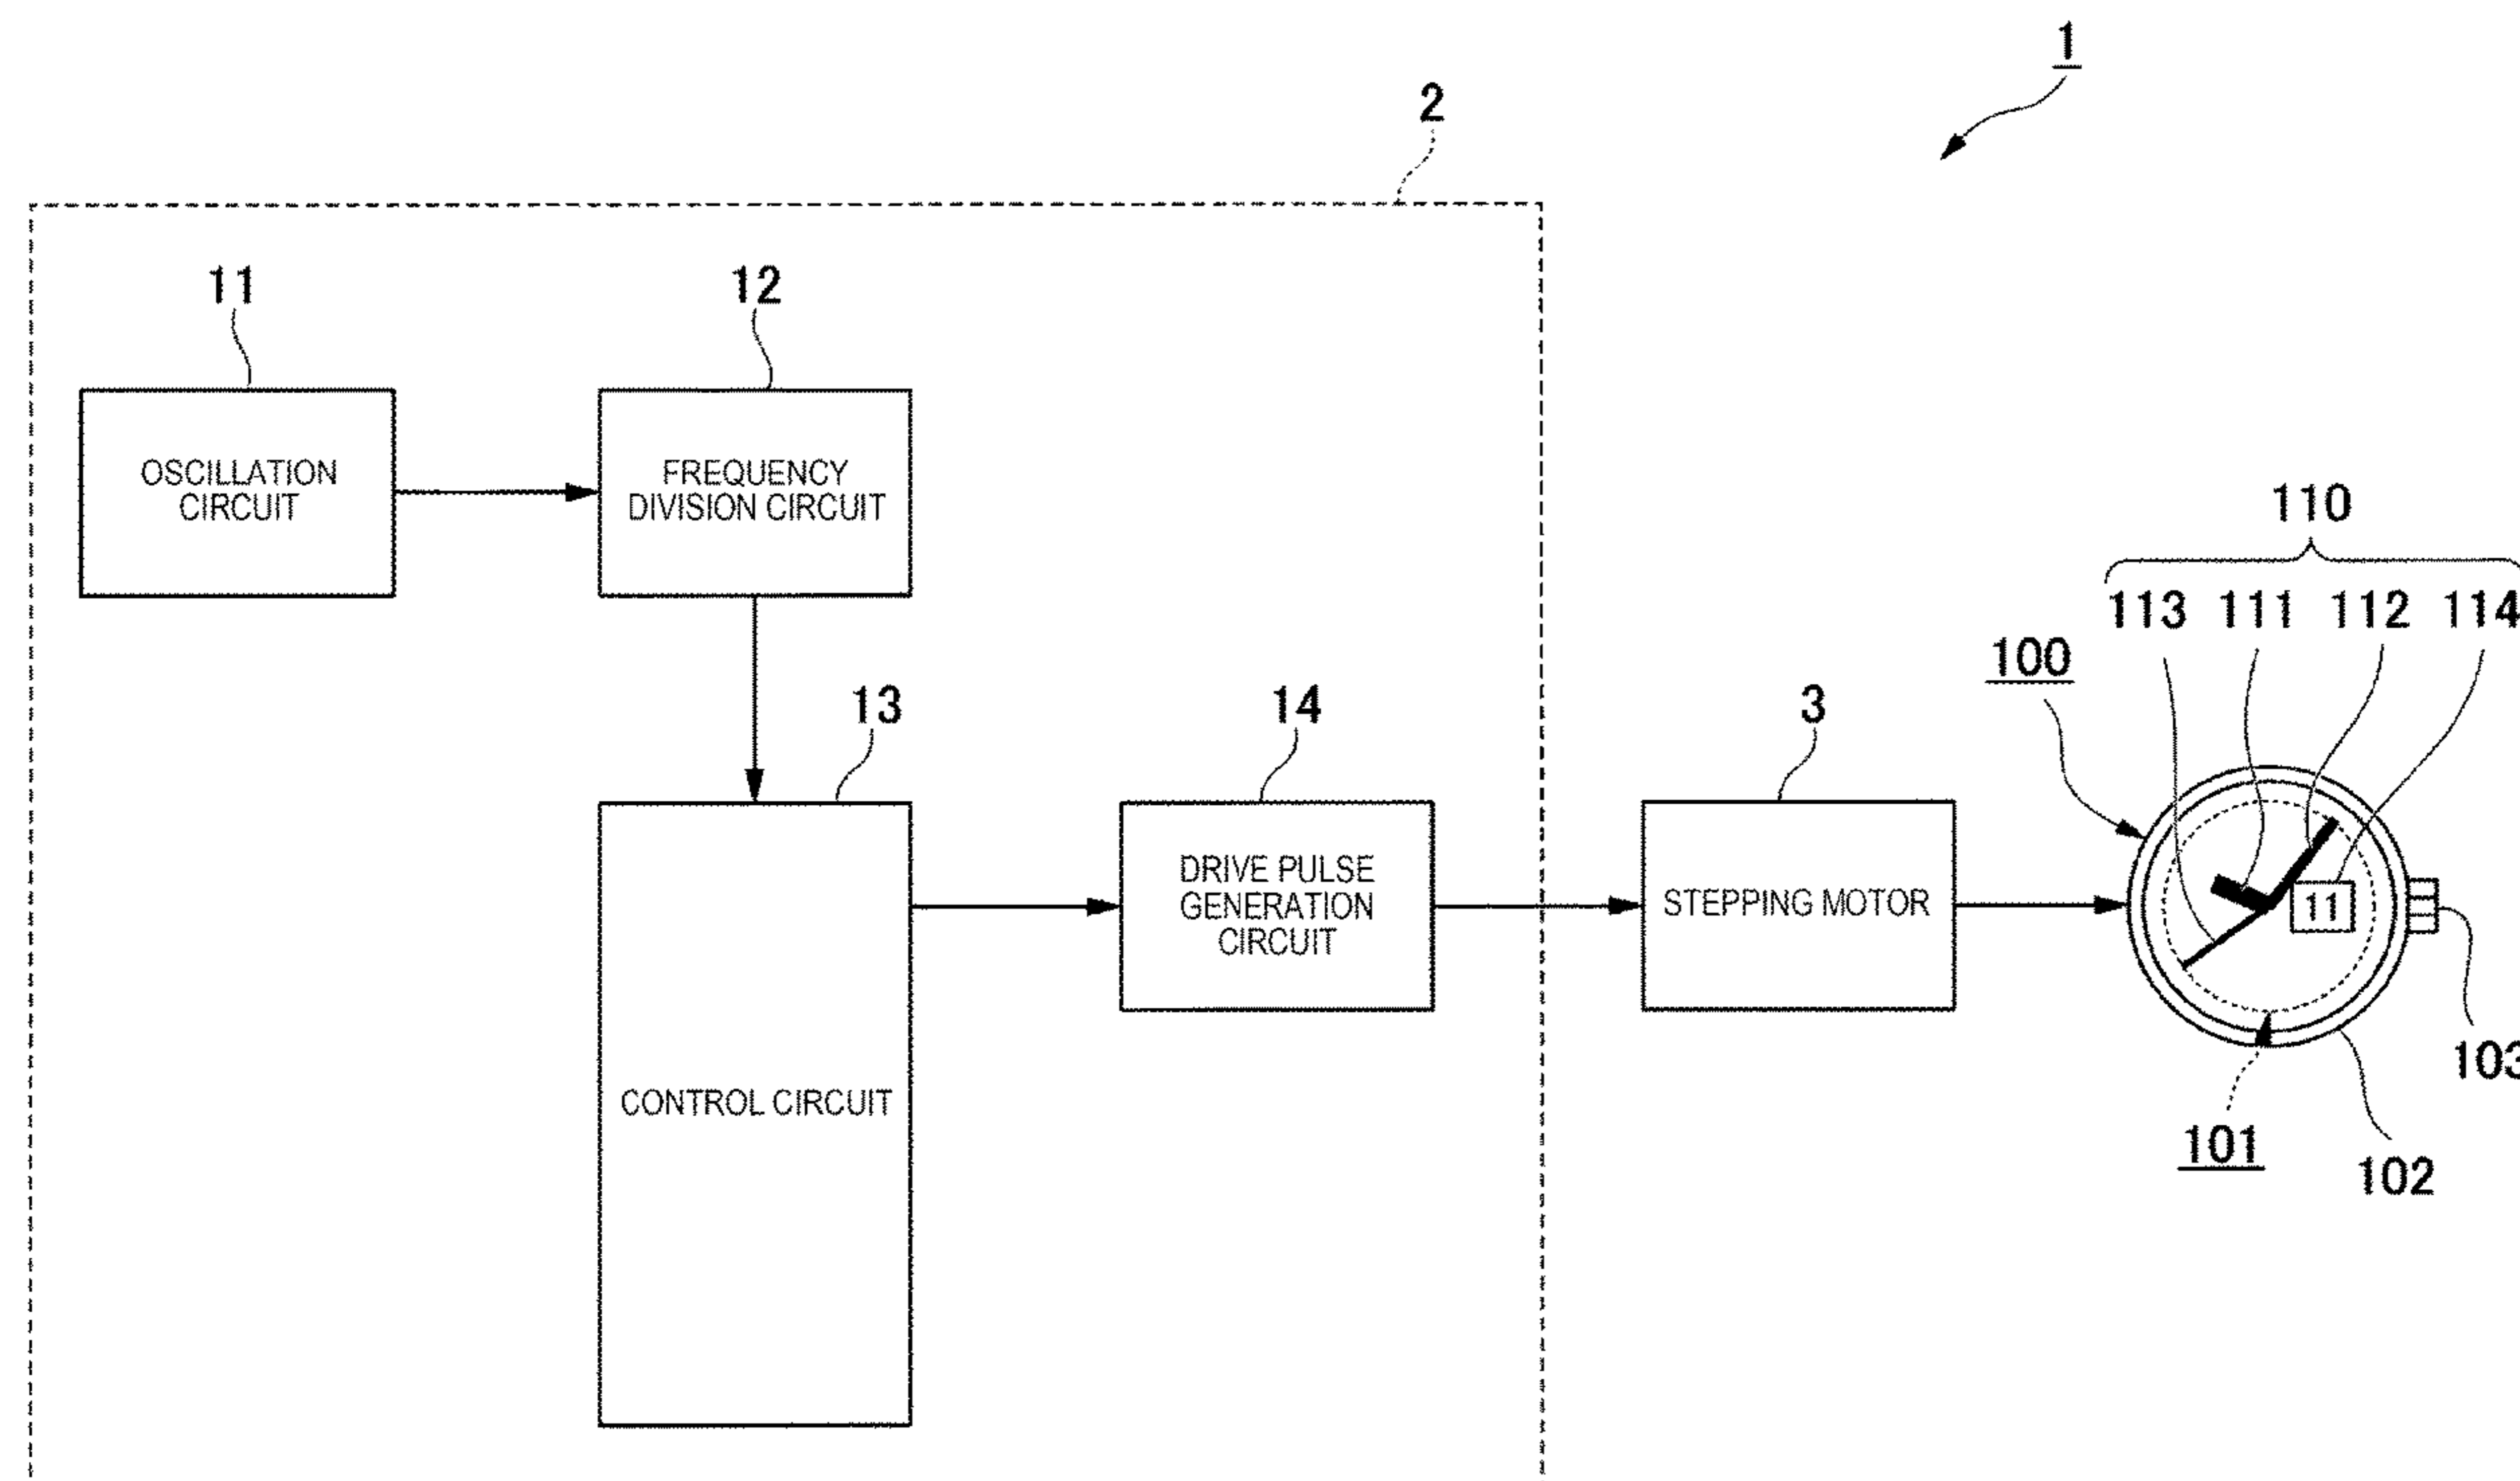 1
2
11
12
OSCILLATION
CIRCUIT
FREQUENCY
DIVISION CIRCUIT
110
113 111 112 114
100
13
14
3
CONTROL CIRCUIT
DRIVE PULSE
GENERATION
CIRCUIT
STEPPING MOTOR
11
103
101
102